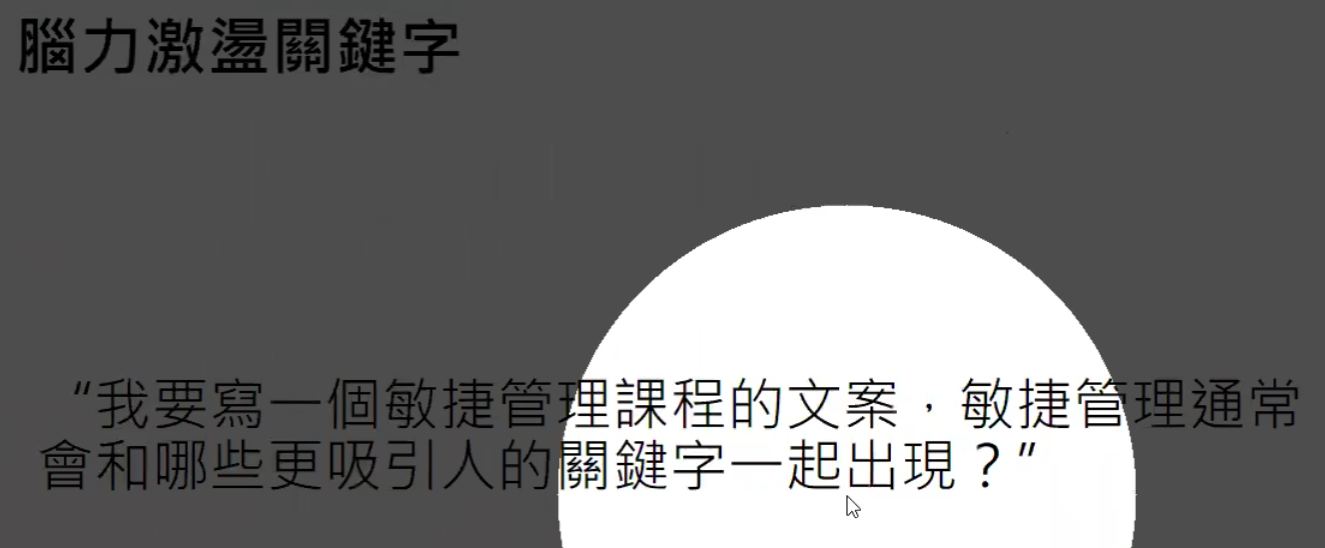 腦力激盪關鍵字
“我要寫一個敏捷管理課程的文案，敏捷管理通常
會和哪些更吸引人的關鍵字一起出現？”